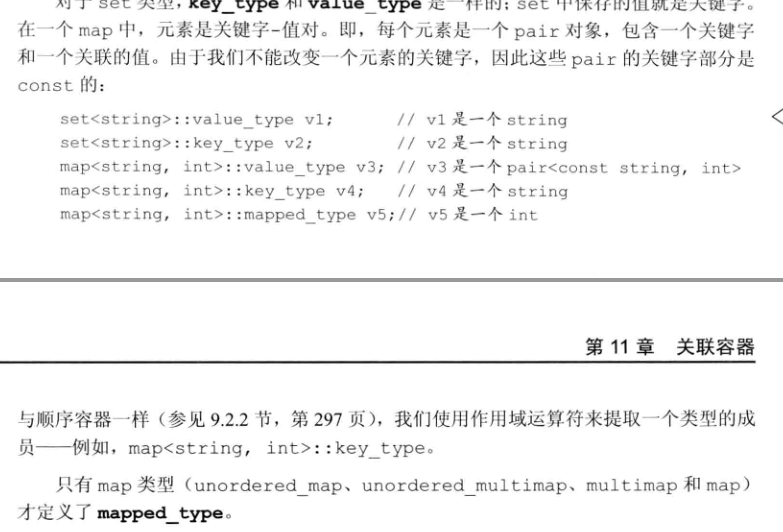 对于 set 类型，key_type 和 value_type 是一样的；set 中保存的值就是关键字。
在一个 map 中，元素是关键字-值对。即，每个元素是一个 pair 对象，包含一个关键字
和一个关联的值。由于我们不能改变一个元素的关键字，因此这些 pair 的关键字部分是
const 的：
set<string>::value_type v1; // v1 是一个 string
set<string>::key_type v2; // v2 是一个 string
map<string, int>::value_type v3; // v3 是一个 pair<const string, int>
map<string, int>::key_type v4; // v4 是一个 string
map<string, int>::mapped_type v5;// v5 是一个 int
第 11 章 关联容器
与顺序容器一样（参见 9.2.2 节，第 297 页），我们使用作用域运算符来提取一个类型的成
员——例如，map<string, int>::key_type。
只有 map 类型（unordered_map、unordered_multimap、multimap 和 map）
才定义了 mapped_type。